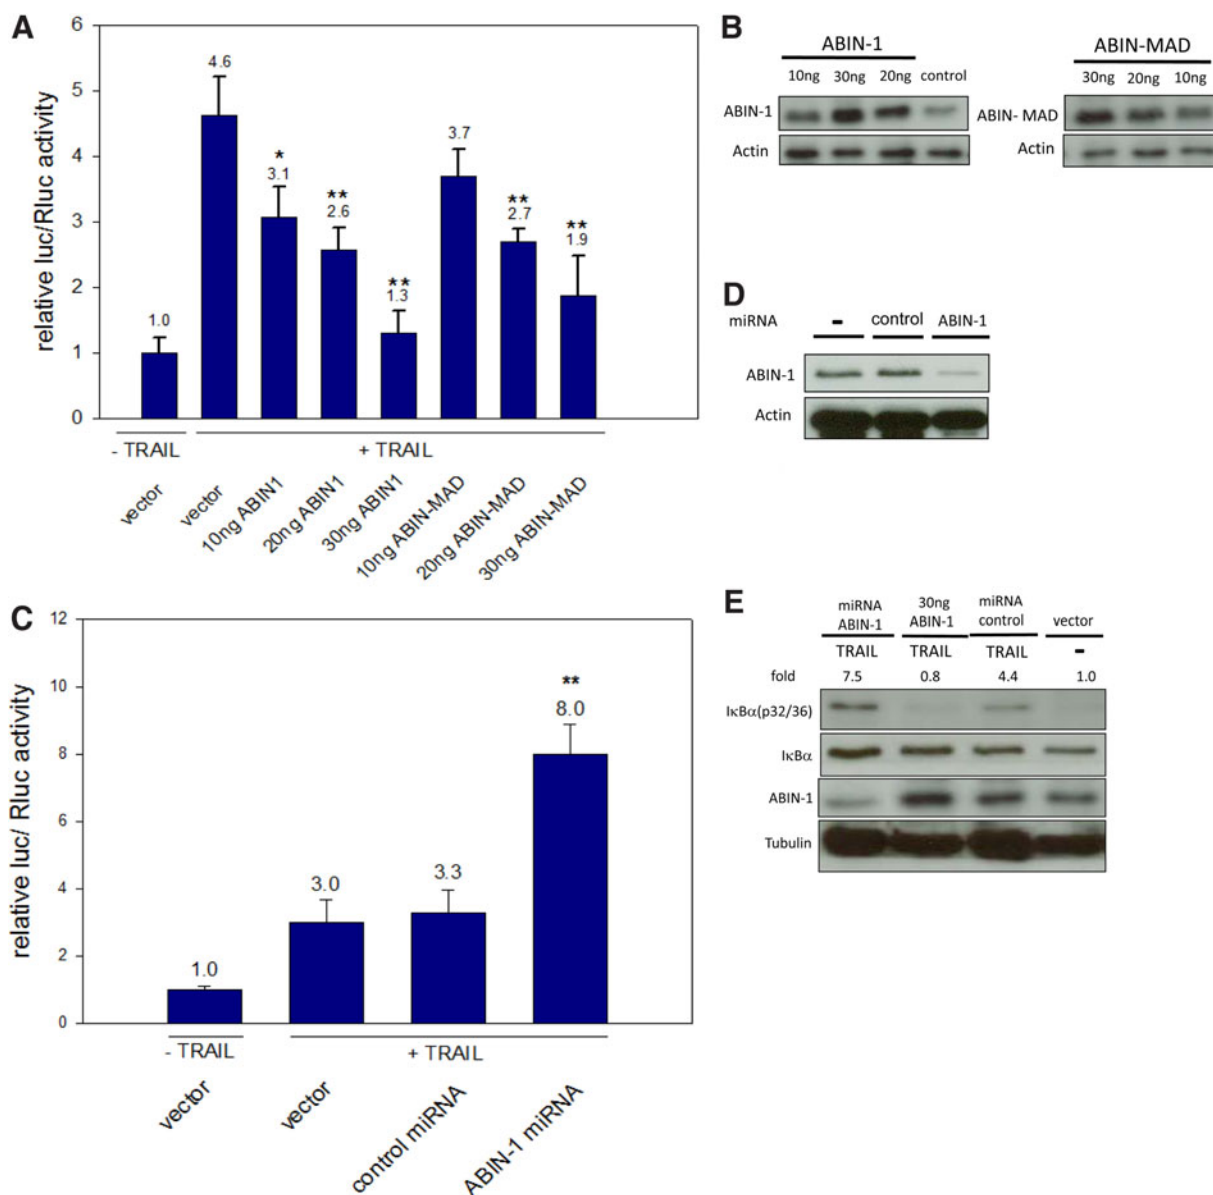 A
relative luc/Rluc activity
6
5
4
3
2
1
0
1.0
4.6
*
3.1
**
2.6
**
1.3
3.7
**
2.7
**
1.9
- TRAIL
+ TRAIL
vector
vector
10ng ABIN1
20ng ABIN1
30ng ABIN1
10ng ABIN-MAD
20ng ABIN-MAD
30ng ABIN-MAD
B
ABIN-1
10ng 30ng 20ng control
ABIN-1
Actin
ABIN-MAD
30ng 20ng 10ng
ABIN- MAD
Actin
D
miRNA - control ABIN-1
ABIN-1
Actin
C
relative luc/ Rluc activity
12
10
8
6
4
2
0
1.0
3.0
3.3
**
8.0
- TRAIL
+ TRAIL
vector
vector
control miRNA
ABIN-1 miRNA
E
miRNA ABIN-1
30ng ABIN-1
miRNA control
vector
TRAIL TRAIL TRAIL -
fold 7.5 0.8 4.4 1.0
IκBα(p32/36)
IκBα
ABIN-1
Tubulin